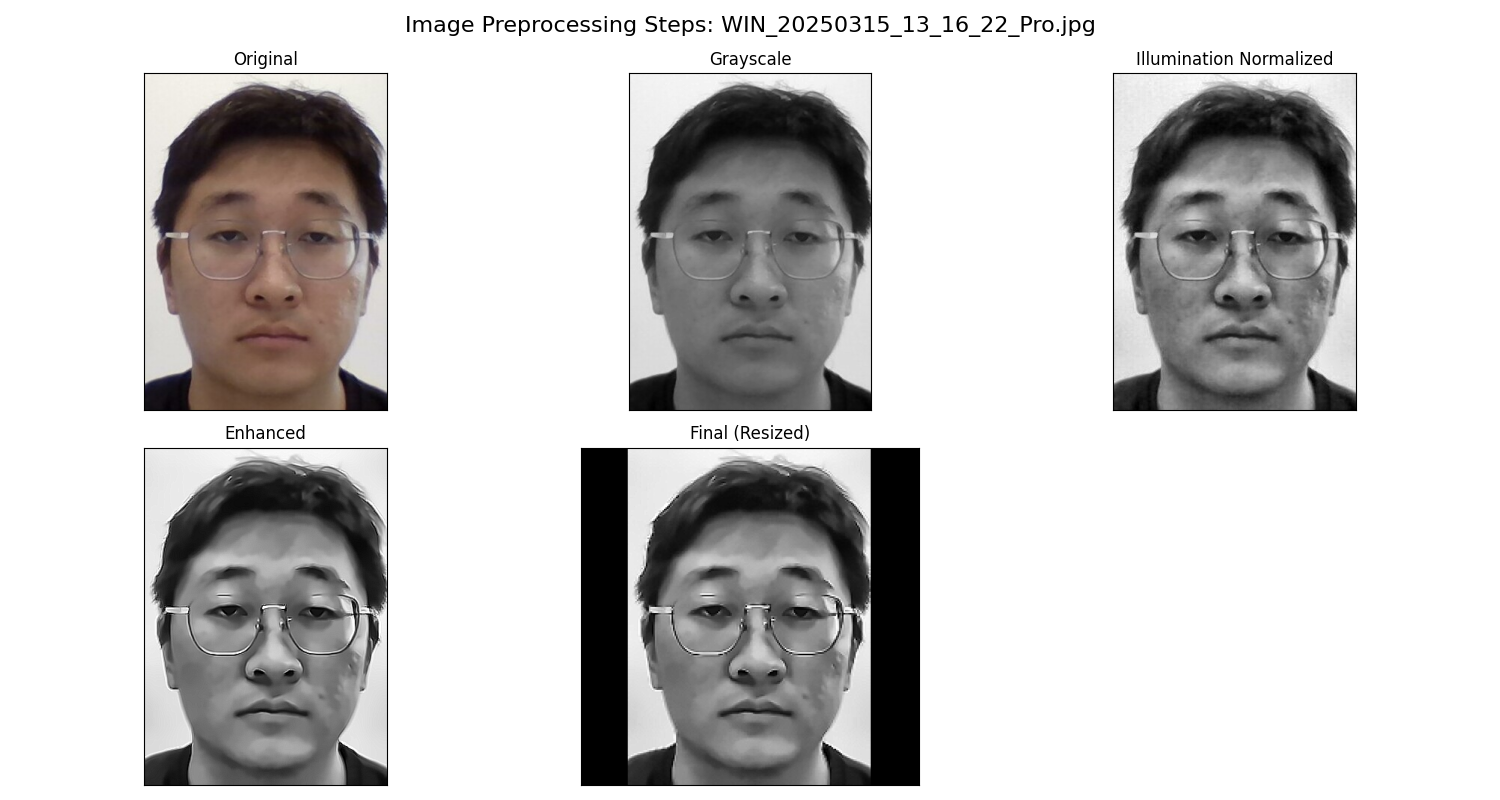 Image Preprocessing Steps: WIN_20250315_13_16_22_Pro.jpg
Original
Grayscale
Illumination Normalized
Enhanced
Final (Resized)